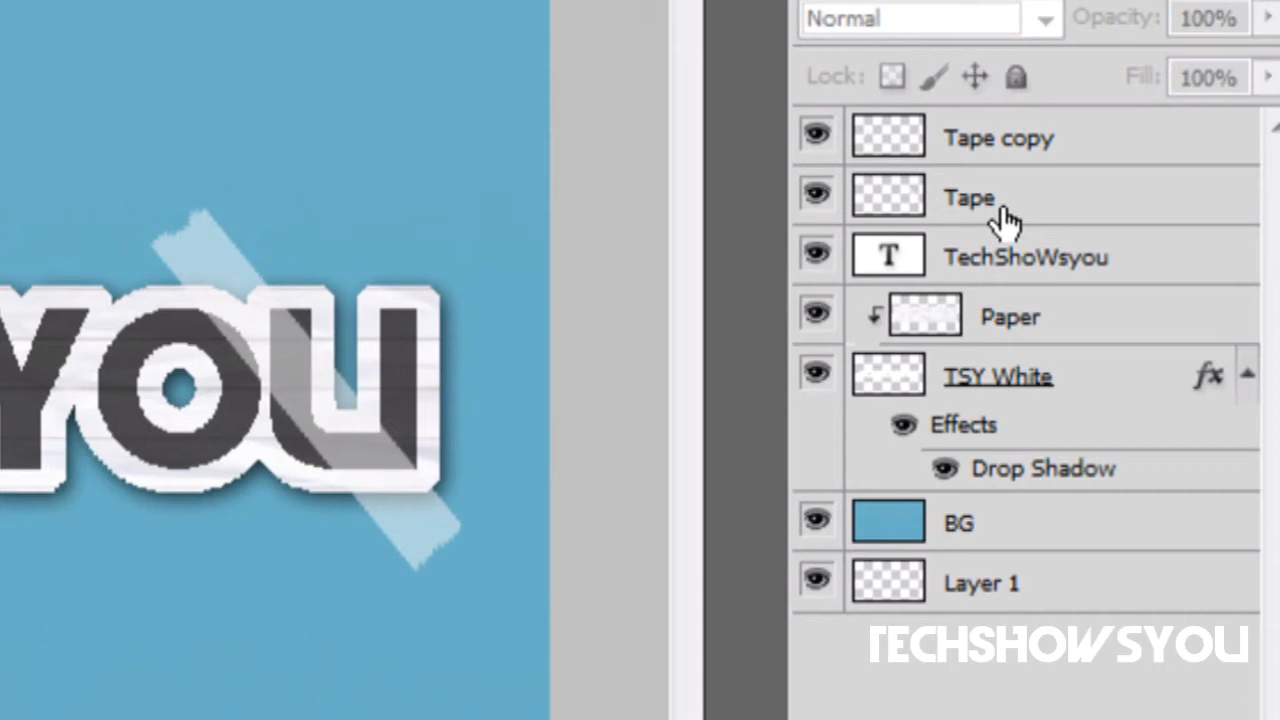 Normal Opacity: 100%
Lock: Fill: 100%
Tape copy
Tape
T TechShoWsyou
Paper
TSY White fx
Effects
Drop Shadow
BG
Layer 1
YOU
TECHSHOWSYOU